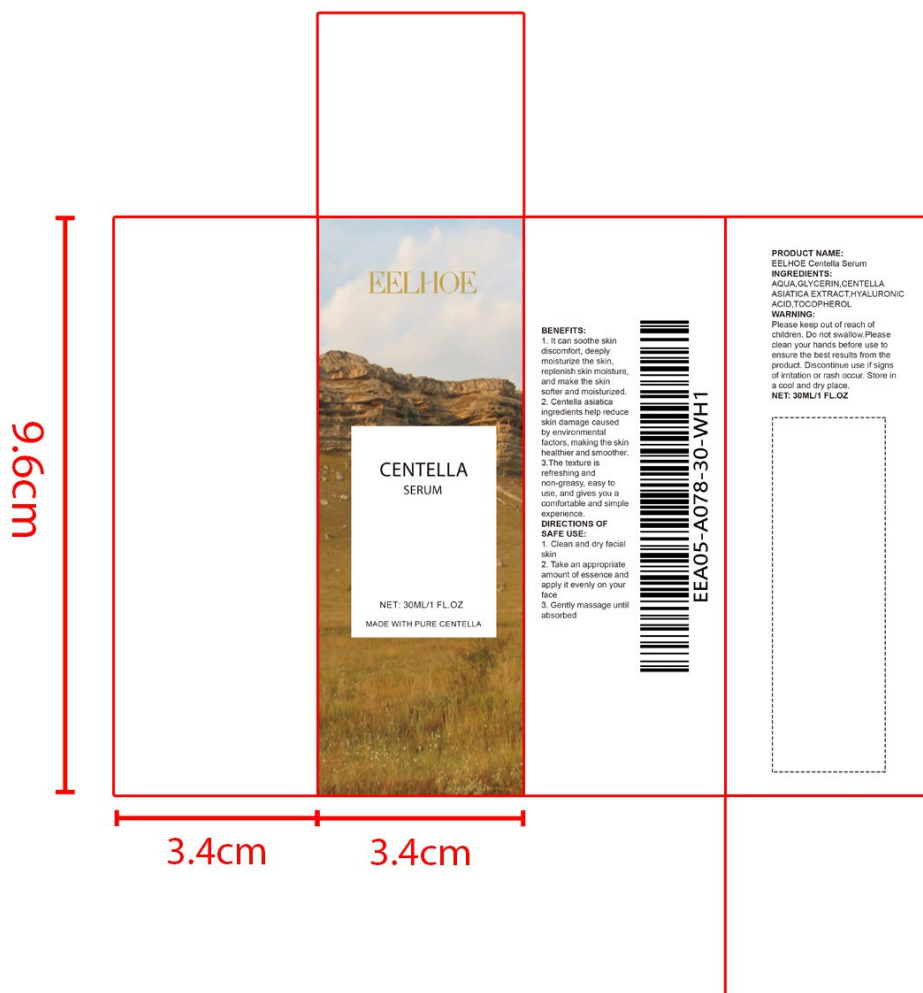 EELHOE
CENTELLA
SERUM
NET: 30ML/1 FL.OZ
MADE WITH PURE CENTELLA
BENEFITS:
1. It can soothe skin
discomfort, deeply
moisturize the skin,
replenish skin moisture,
and make the skin
softer and moisturized.
2. Centella asiatica
ingredients help reduce
skin damage caused
by environmental
factors, making the skin
healthier and smoother.
3.The texture is
refreshing and
non-greasy, easy to
use, and gives you a
comfortable and simple
experience.
DIRECTIONS OF
SAFE USE:
1. Clean and dry facial
skin
2. Take an appropriate
amount of essence and
apply it evenly on your
face
3. Gently massage until
absorbed
EEA05-A078-30-WH1
PRODUCT NAME:
EELHOE Centella Serum
INGREDIENTS:
AQUA,GLYCERIN,CENTELLA
ASIATICA EXTRACT,HYALURONIC
ACID,TOCOPHEROL
WARNING:
Please keep out of reach of
children. Do not swallow.Please
clean your hands before use to
ensure the best results from the
product. Discontinue use if signs
of irritation or rash occur. Store in
a cool and dry place.
NET: 30ML/1 FL.OZ
9.6cm
3.4cm
3.4cm